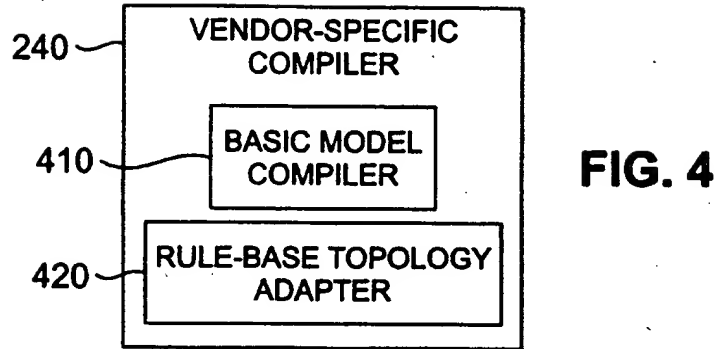 240
VENDOR-SPECIFIC
COMPILER
410
BASIC MODEL
COMPILER
FIG. 4
420
RULE-BASE TOPOLOGY
ADAPTER